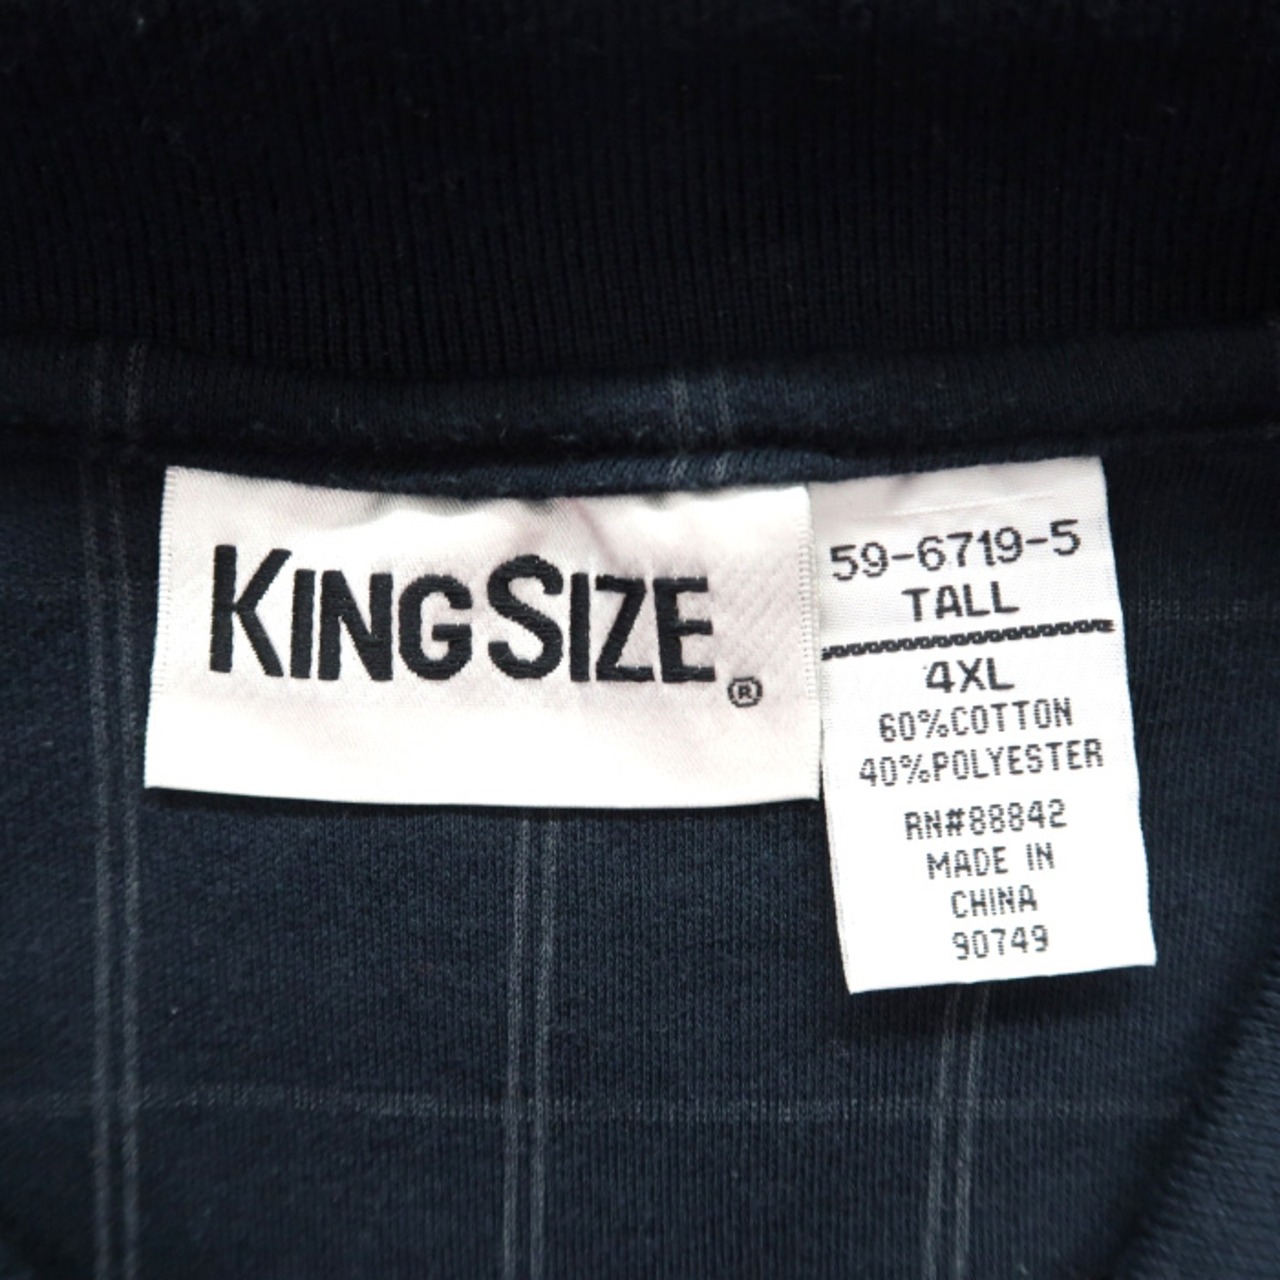 KINGSIZE
®
59-6719-5
TALL
4XL
60%COTTON
40%POLYESTER
RN#88842
MADE IN
CHINA
90749